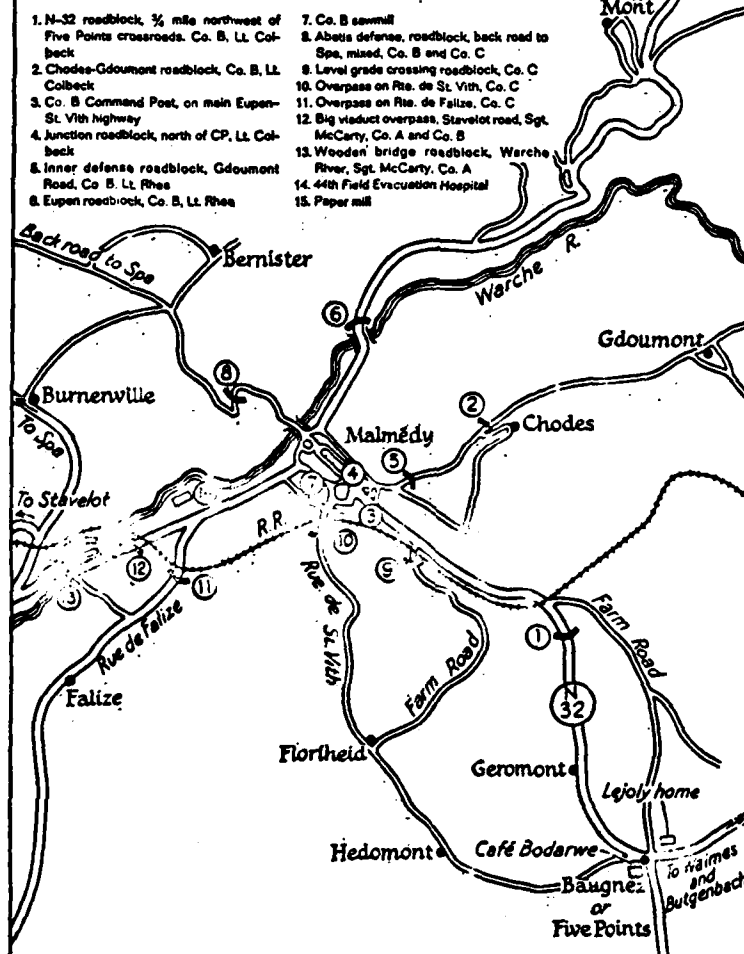 1. N-32 roadblock, ¾ mile northwest of
Five Points crossroads. Co. B, Lt. Col-
beck
2. Chodes-Gdoumont roadblock, Co. B, Lt.
Colbeck
3. Co. B Command Post, on main Eupen-
St. Vith highway
4. Junction roadblock, north of CP, Lt. Col-
beck
5. Inner defense roadblock, Gdoumont
Road, Co B, Lt. Rhea
6. Eupen roadblock, Co. B, Lt. Rhea
7. Co. B sawmill
8. Abatis defense, roadblock, back road to
Spa, mixed, Co. B and Co. C
9. Level grade crossing roadblock, Co. C
10. Overpass on Rte. de St. Vith, Co. C
11. Overpass on Rte. de Falize, Co. C
12. Big viaduct overpass, Stavelot road, Sgt.
McCarty, Co. A and Co. B
13. Wooden bridge roadblock, Warche
River, Sgt. McCarty, Co. A
14. 44th Field Evacuation Hospital
15. Paper mill
Mont
Back road to Spa
Bernister
Warche R.
6
Gdoumont
8
Burnenville
To Spa
2
Chodes
Malmédy
5
4
7
To Stavelot
3
R.R.
10
12
9
11
Rue de St. Vith
Rue de Falize
Farm Road
1
Farm Road
Falize
32
Floriheid
Geromont
Lejoly home
Hedomont
Café Bodarwe
To Waimes
and
Butgenbach
Baugnez
or
Five Points